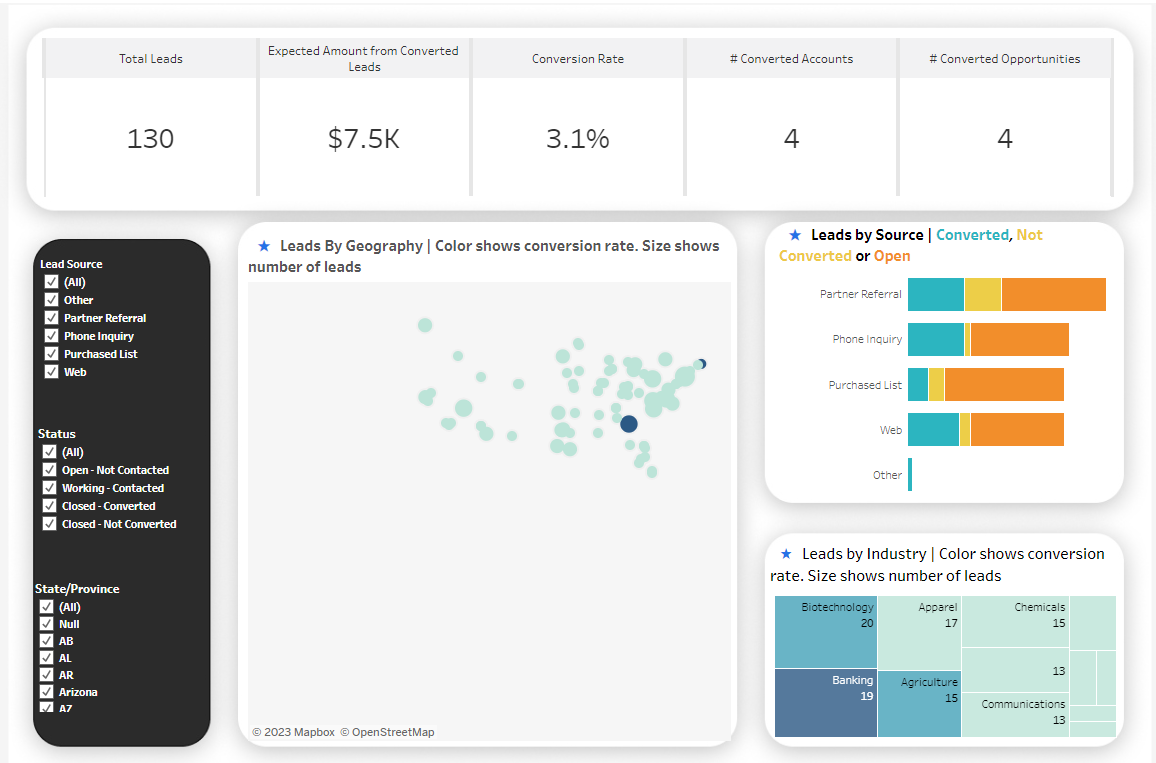 Total Leads
Expected Amount from Converted
Leads
Conversion Rate
# Converted Accounts
# Converted Opportunities
130
$7.5K
3.1%
4
4
Lead Source
(All)
Other
Partner Referral
Phone Inquiry
Purchased List
Web
Status
(All)
Open - Not Contacted
Working - Contacted
Closed - Converted
Closed - Not Converted
State/Province
(All)
Null
AB
AL
AR
Arizona
AZ
★ Leads By Geography | Color shows conversion rate. Size shows
number of leads
© 2023 Mapbox © OpenStreetMap
★ Leads by Source | Converted, Not
Converted or Open
Partner Referral
Phone Inquiry
Purchased List
Web
Other
★ Leads by Industry | Color shows conversion
rate. Size shows number of leads
Biotechnology
20
Banking
19
Apparel
17
Agriculture
15
Chemicals
15
13
Communications
13